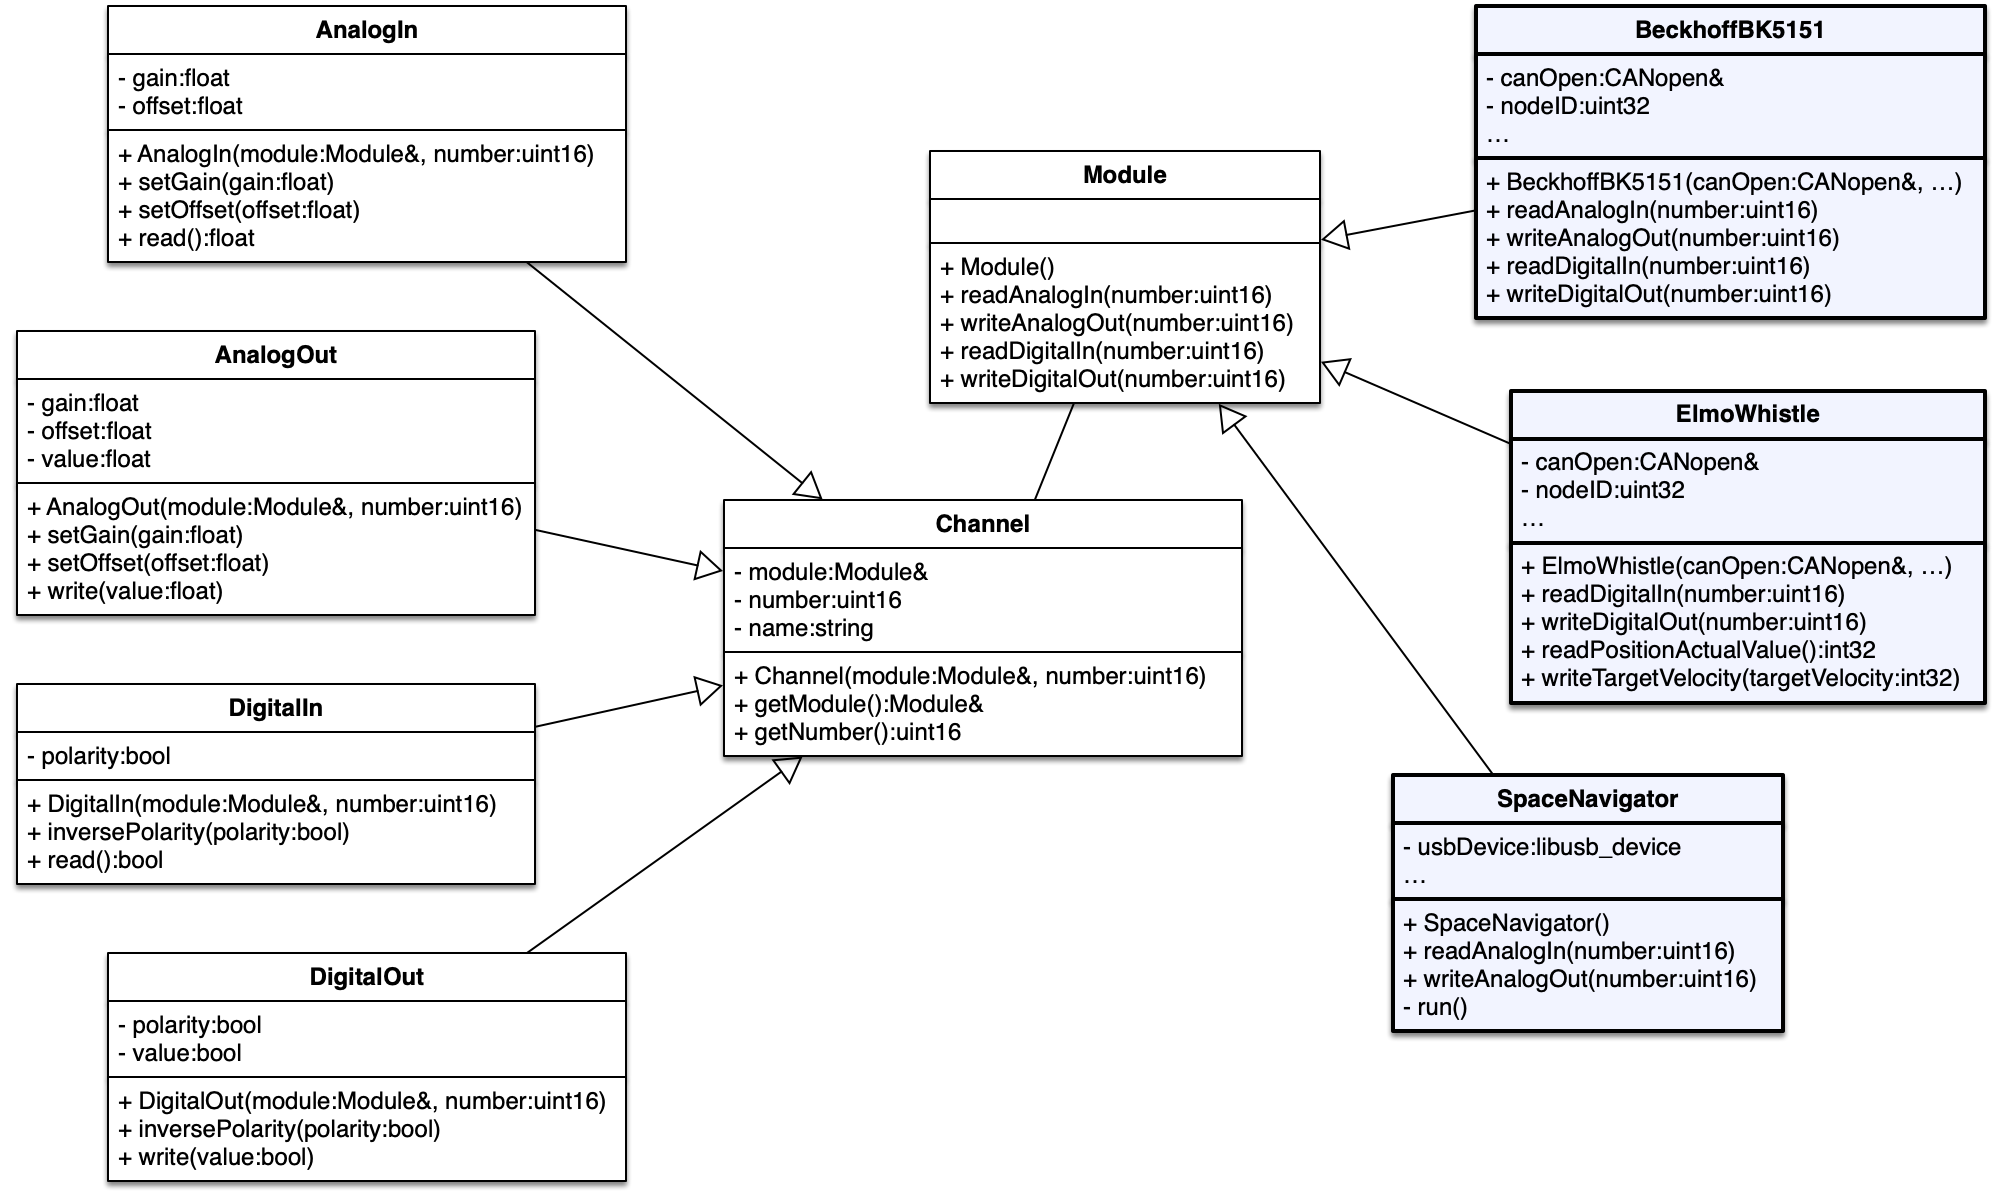 AnalogIn
- gain:float
- offset:float
+ AnalogIn(module:Module&, number:uint16)
+ setGain(gain:float)
+ setOffset(offset:float)
+ read():float
AnalogOut
- gain:float
- offset:float
- value:float
+ AnalogOut(module:Module&, number:uint16)
+ setGain(gain:float)
+ setOffset(offset:float)
+ write(value:float)
DigitalIn
- polarity:bool
+ DigitalIn(module:Module&, number:uint16)
+ inversePolarity(polarity:bool)
+ read():bool
DigitalOut
- polarity:bool
- value:bool
+ DigitalOut(module:Module&, number:uint16)
+ inversePolarity(polarity:bool)
+ write(value:bool)
Module
+ Module()
+ readAnalogIn(number:uint16)
+ writeAnalogOut(number:uint16)
+ readDigitalIn(number:uint16)
+ writeDigitalOut(number:uint16)
Channel
- module:Module&
- number:uint16
- name:string
+ Channel(module:Module&, number:uint16)
+ getModule():Module&
+ getNumber():uint16
BeckhoffBK5151
- canOpen:CANopen&
- nodeID:uint32
…
+ BeckhoffBK5151(canOpen:CANopen&, …)
+ readAnalogIn(number:uint16)
+ writeAnalogOut(number:uint16)
+ readDigitalIn(number:uint16)
+ writeDigitalOut(number:uint16)
ElmoWhistle
- canOpen:CANopen&
- nodeID:uint32
…
+ ElmoWhistle(canOpen:CANopen&, …)
+ readDigitalIn(number:uint16)
+ writeDigitalOut(number:uint16)
+ readPositionActualValue():int32
+ writeTargetVelocity(targetVelocity:int32)
SpaceNavigator
- usbDevice:libusb_device
…
+ SpaceNavigator()
+ readAnalogIn(number:uint16)
+ writeAnalogOut(number:uint16)
- run()